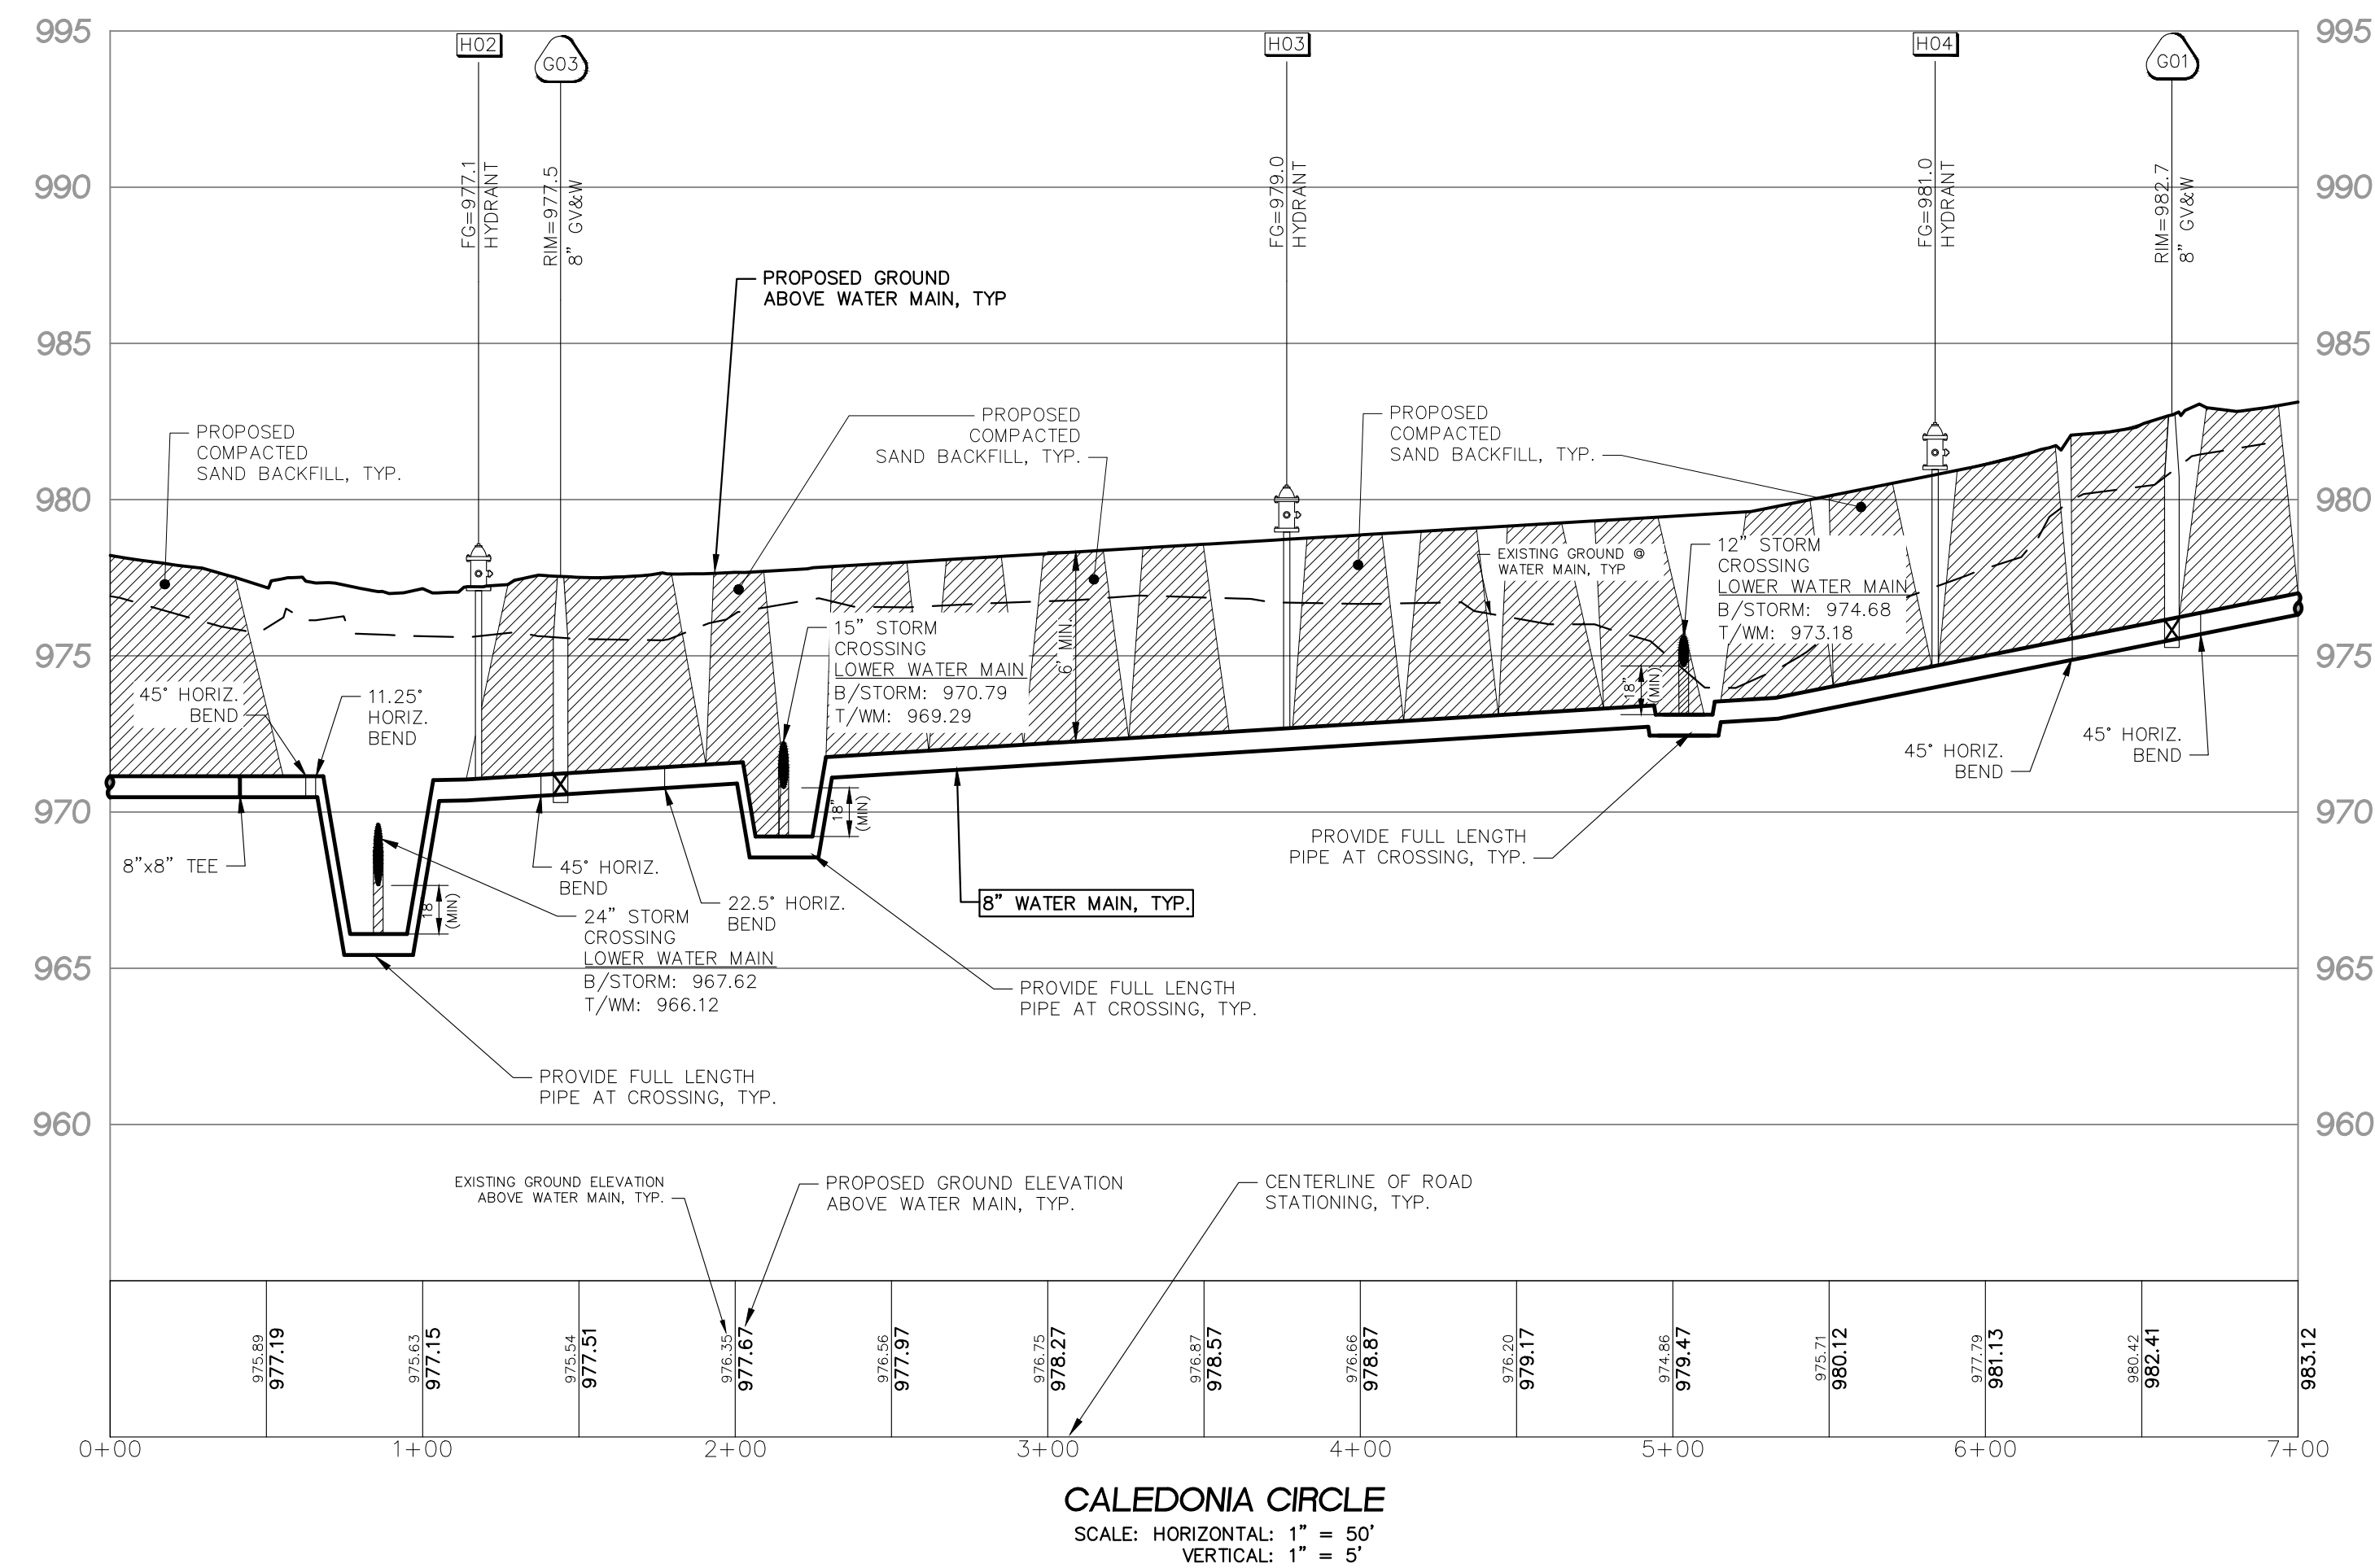 995
995
H02
G03
H03
H04
G01
FG=977.1
HYDRANT
RIM=977.5
8" GV&W
FG=979.0
HYDRANT
FG=981.0
HYDRANT
RIM=982.7
8" GV&W
990
990
PROPOSED GROUND
ABOVE WATER MAIN, TYP
985
985
PROPOSED
COMPACTED
SAND BACKFILL, TYP.
PROPOSED
COMPACTED
SAND BACKFILL, TYP.
PROPOSED
COMPACTED
SAND BACKFILL, TYP.
980
980
EXISTING GROUND @
WATER MAIN, TYP
12" STORM
CROSSING
LOWER WATER MAIN
B/STORM: 974.68
T/WM: 973.18
15" STORM
CROSSING
LOWER WATER MAIN
B/STORM: 970.79
T/WM: 969.29
6' MIN.
975
975
18"
(MIN)
45° HORIZ.
BEND
11.25°
HORIZ.
BEND
45° HORIZ.
BEND
45° HORIZ.
BEND
970
970
18"
(MIN)
8"x8" TEE
45° HORIZ.
BEND
22.5° HORIZ.
BEND
8" WATER MAIN, TYP.
PROVIDE FULL LENGTH
PIPE AT CROSSING, TYP.
18"
(MIN)
24" STORM
CROSSING
LOWER WATER MAIN
B/STORM: 967.62
T/WM: 966.12
965
965
PROVIDE FULL LENGTH
PIPE AT CROSSING, TYP.
PROVIDE FULL LENGTH
PIPE AT CROSSING, TYP.
960
960
EXISTING GROUND ELEVATION
ABOVE WATER MAIN, TYP.
PROPOSED GROUND ELEVATION
ABOVE WATER MAIN, TYP.
CENTERLINE OF ROAD
STATIONING, TYP.
975.89
977.19
975.63
977.15
975.54
977.51
976.35
977.67
976.56
977.97
976.75
978.27
976.87
978.57
976.66
978.87
976.20
979.17
974.86
979.47
975.71
980.12
977.79
981.13
980.42
982.41
983.12
0+00
1+00
2+00
3+00
4+00
5+00
6+00
7+00
CALEDONIA CIRCLE
SCALE: HORIZONTAL: 1" = 50'
VERTICAL: 1" = 5'